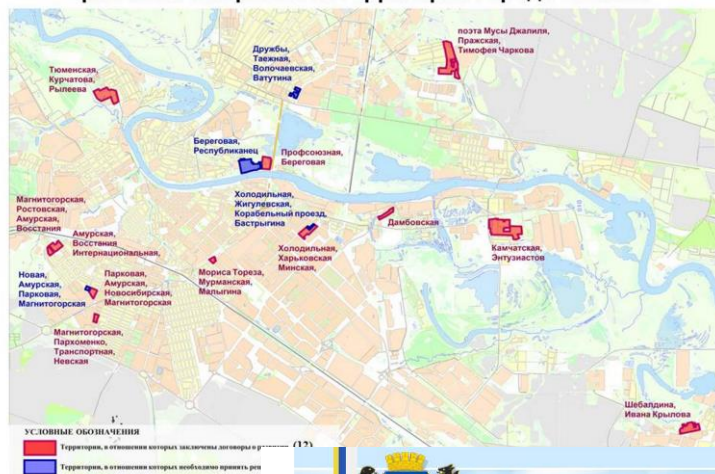 Дружбы,
Таежная,
Волочаевская,
Ватутина
поэта Мусы Джалиля,
Пражская,
Тимофея Чаркова
Тюменская,
Курчатова,
Рылеева
Береговая,
Республиканец
Профсоюзная,
Береговая
Магнитогорская,
Ростовская,
Амурская,
Восстания
Холодильная,
Жигулевская,
Корабельный проезд,
Бастрыгина
Дамбовская
Амурская,
Восстания
Интернациональная,
Холодильная,
Харьковская
Минская,
Камчатская,
Энтузиастов
Новая,
Амурская,
Парковая,
Магнитогорская
Парковая,
Амурская,
Новосибирская,
Магнитогорская
Мориса Тореза,
Мурманская,
Малыгина
Магнитогорская,
Пархоменко,
Транспортная,
Невская
Шебалдина,
Ивана Крылова
УСЛОВНЫЕ ОБОЗНАЧЕНИЯ
Территории, в отношении которых заключены договоры о (12)
Территории, в отношении которых необходимо принять